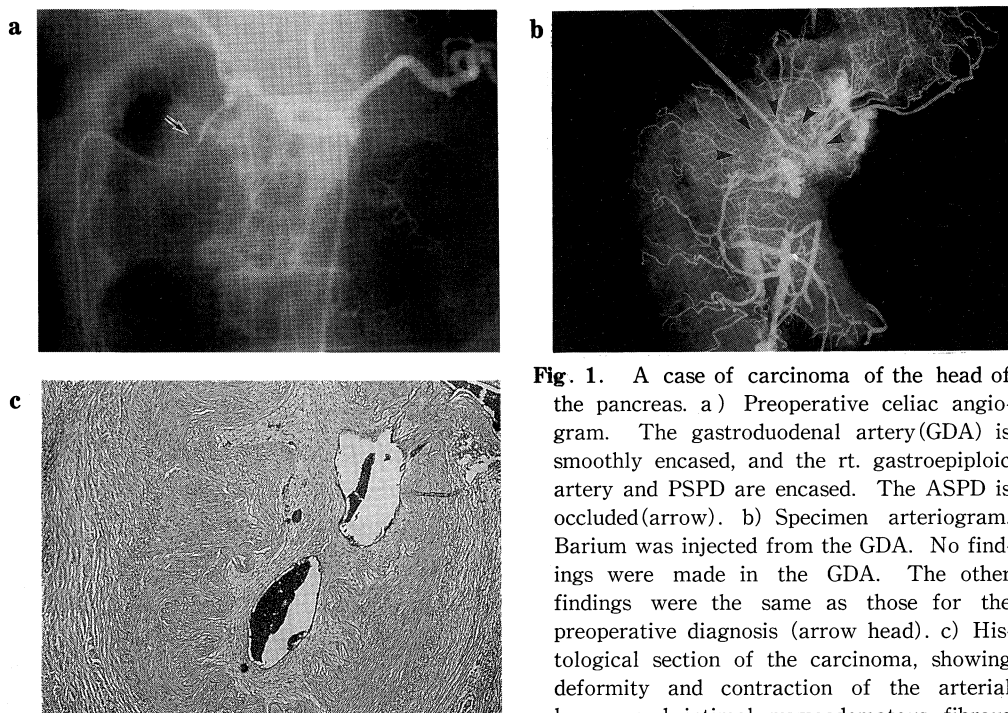 a
b
c
Fig. 1. A case of carcinoma of the head of
the pancreas. a) Preoperative celiac angio-
gram. The gastroduodenal artery(GDA) is
smoothly encased, and the rt. gastroepiploic
artery and PSPD are encased. The ASPD is
occluded(arrow). b) Specimen arteriogram.
Barium was injected from the GDA. No find-
ings were made in the GDA. The other
findings were the same as those for the
preoperative diagnosis (arrow head). c) His-
tological section of the carcinoma, showing
deformity and contraction of the arterial